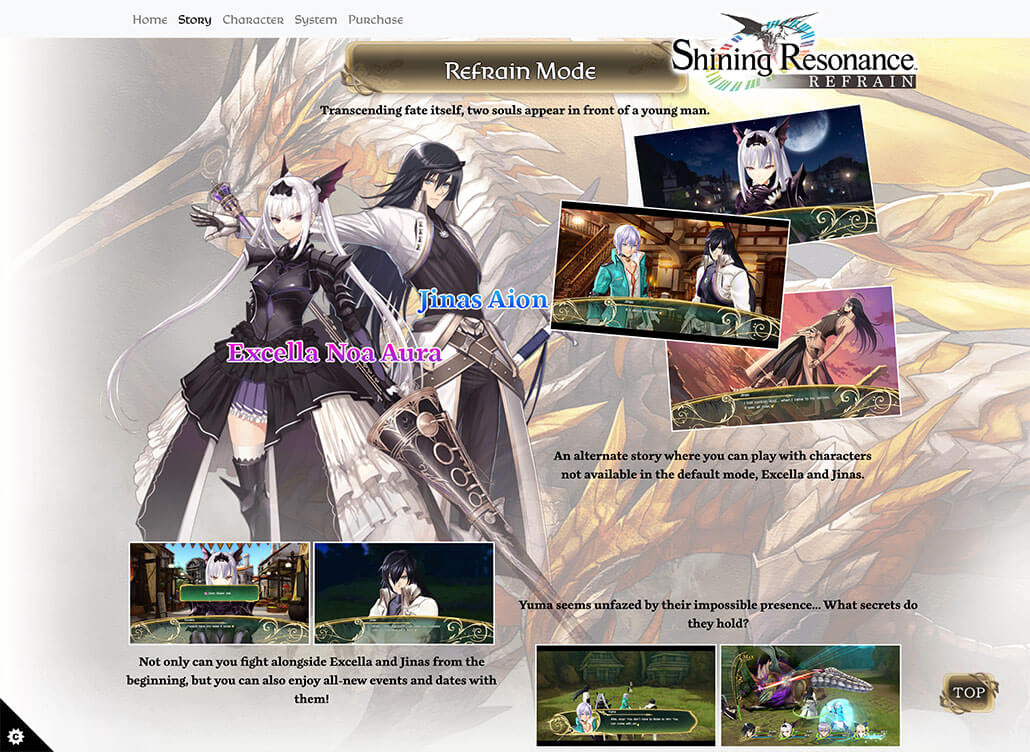 Home Story Character System Purchase
Shining Resonance
REFRAIN
Refrain Mode
Transcending fate itself, two souls appear in front of a young man.
Jinas Aion
Excella Noa Aura
An alternate story where you can play with characters
not available in the default mode, Excella and Jinas.
Yuma seems unfazed by their impossible presence... What secrets do
they hold?
Not only can you fight alongside Excella and Jinas from the
beginning, but you can also enjoy all-new events and dates with
them!
TOP